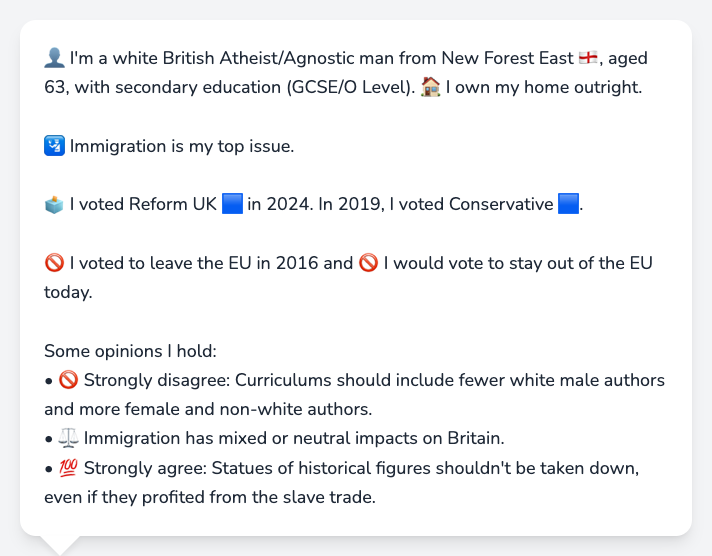 👤 I'm a white British Atheist/Agnostic man from New Forest East 🏴󠁧󠁢󠁥󠁮󠁧󠁿, aged
63, with secondary education (GCSE/O Level). 🏠 I own my home outright.
🛂 Immigration is my top issue.
🗳️ I voted Reform UK 🟦 in 2024. In 2019, I voted Conservative 🟦.
🚫 I voted to leave the EU in 2016 and 🚫 I would vote to stay out of the EU
today.
Some opinions I hold:
• 🚫 Strongly disagree: Curriculums should include fewer white male authors
and more female and non-white authors.
• ⚖️ Immigration has mixed or neutral impacts on Britain.
• 💯 Strongly agree: Statues of historical figures shouldn't be taken down,
even if they profited from the slave trade.